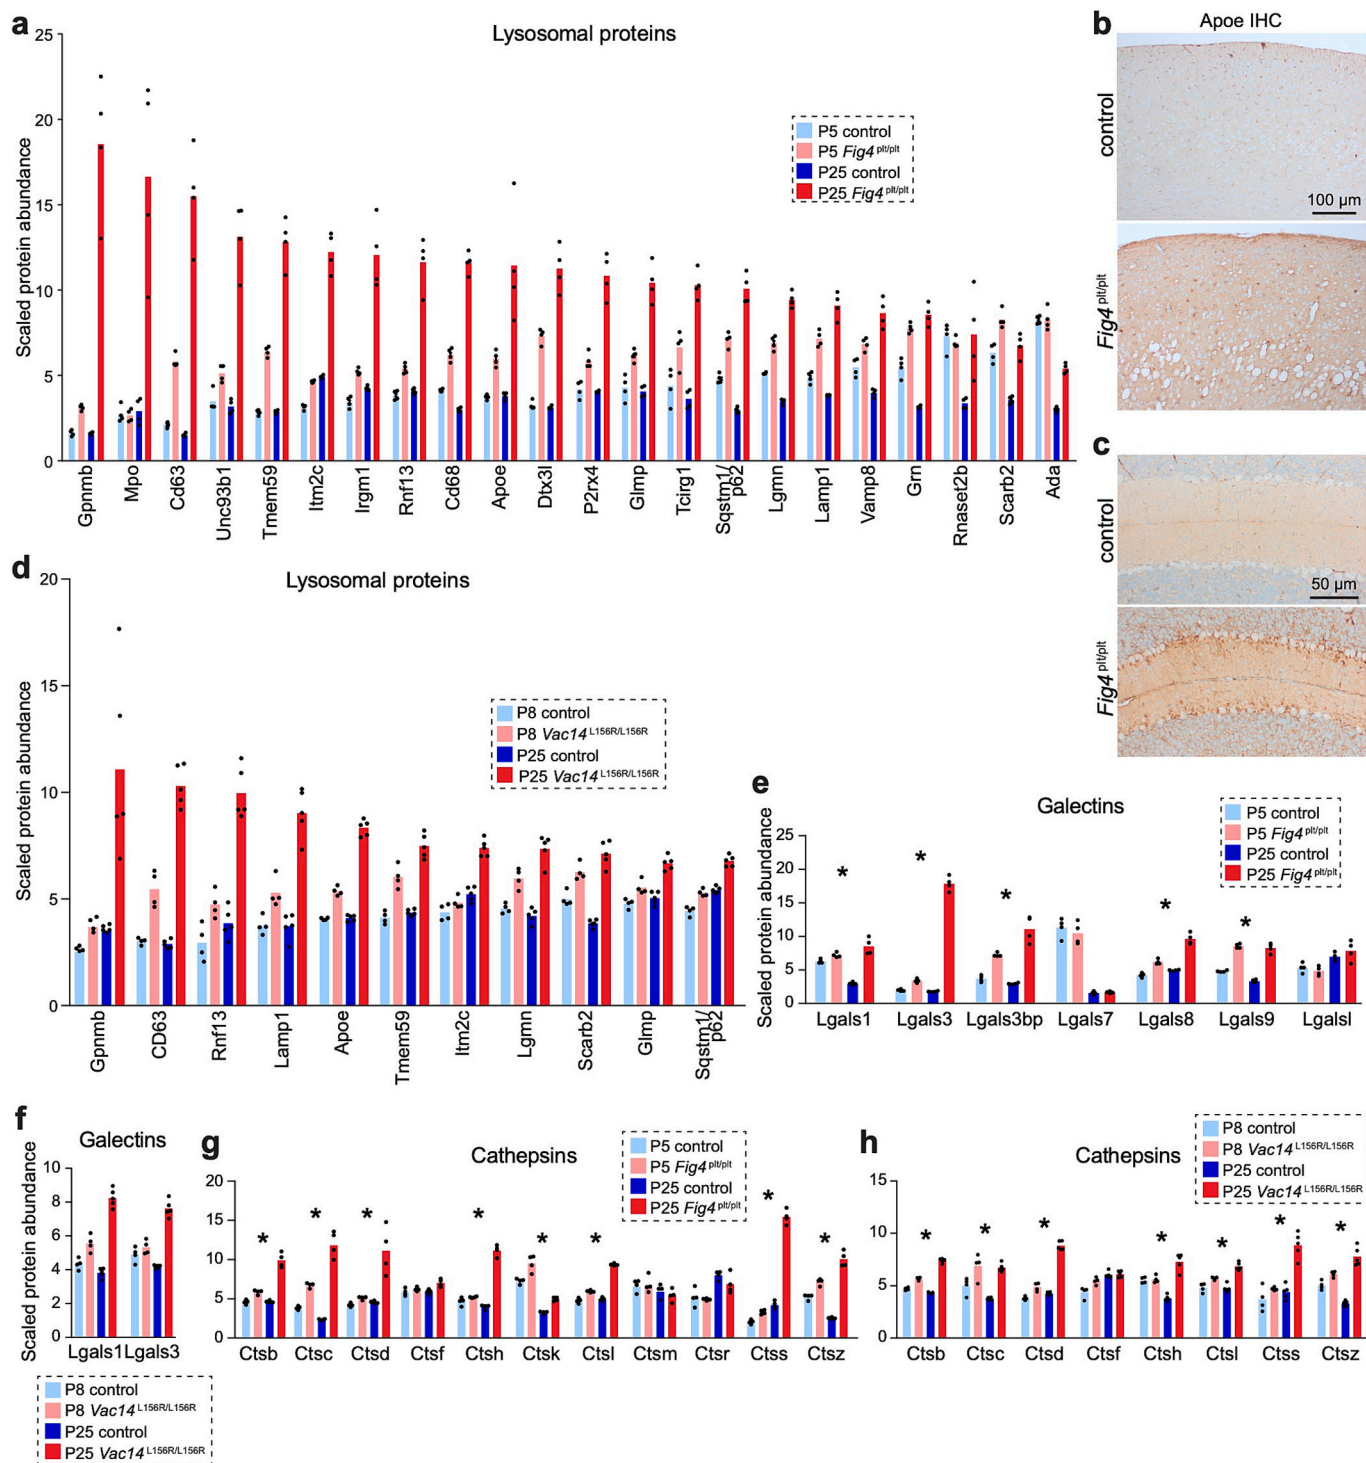 a
Lysosomal proteins
Scaled protein abundance
25
20
15
10
5
0
P5 control
P5 Fig4 plt/plt
P25 control
P25 Fig4 plt/plt
Gpnmb
Mpo
Cd63
Unc93b1
Tmem59
Itm2c
Irgm1
Rnf13
Cd68
Apoe
Dtx3l
P2rx4
Glmp
Tcirg1
Sqstm1/
p62
Lgmn
Lamp1
Vamp8
Grn
Rnaset2b
Scarb2
Ada
b
Apoe IHC
control
100 µm
Fig4 plt/plt
c
control
50 µm
Fig4 plt/plt
d
Lysosomal proteins
Scaled protein abundance
20
15
10
5
0
P8 control
P8 Vac14 L156R/L156R
P25 control
P25 Vac14 L156R/L156R
Gpnmb
CD63
Rnf13
Lamp1
Apoe
Tmem59
Itm2c
Lgmn
Scarb2
Glmp
Sqstm1/
p62
e
Galectins
Scaled protein abundance
25
20
15
10
5
0
P5 control
P5 Fig4 plt/plt
P25 control
P25 Fig4 plt/plt
* * * * *
Lgals1 Lgals3 Lgals3bp Lgals7 Lgals8 Lgals9 Lgalsl
f
Galectins
Scaled protein abundance
10
8
6
4
2
0
Lgals1 Lgals3
P8 control
P8 Vac14 L156R/L156R
P25 control
P25 Vac14 L156R/L156R
g
Cathepsins
20
15
10
5
0
P5 control
P5 Fig4 plt/plt
P25 control
P25 Fig4 plt/plt
* * * * * * * *
Ctsb Ctsc Ctsd Ctsf Ctsh Ctsk Ctsl Ctsm Ctsr Ctss Ctsz
h
Cathepsins
15
10
5
0
P8 control
P8 Vac14 L156R/L156R
P25 control
P25 Vac14 L156R/L156R
* * * * * * *
Ctsb Ctsc Ctsd Ctsf Ctsh Ctsl Ctss Ctsz